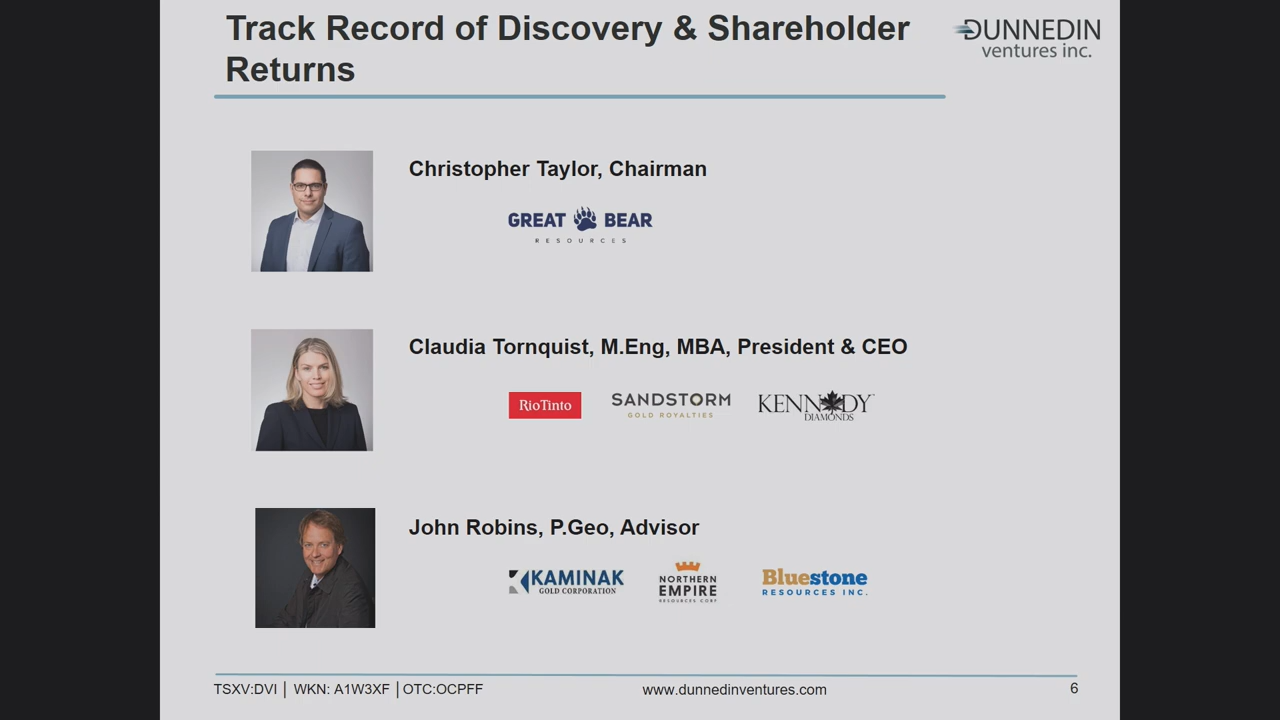 Track Record of Discovery & Shareholder
Returns
DUNNEDIN
ventures inc.
Christopher Taylor, Chairman
GREAT BEAR
RESOURCES
Claudia Tornquist, M.Eng, MBA, President & CEO
RioTinto
SANDSTORM
GOLD ROYALTIES
KENNADY
DIAMONDS
John Robins, P.Geo, Advisor
KAMINAK
GOLD CORPORATION
NORTHERN
EMPIRE
RESOURCES CORP
Bluestone
RESOURCES INC.
TSXV:DVI | WKN: A1W3XF | OTC:OCPFF
www.dunnedinventures.com
6